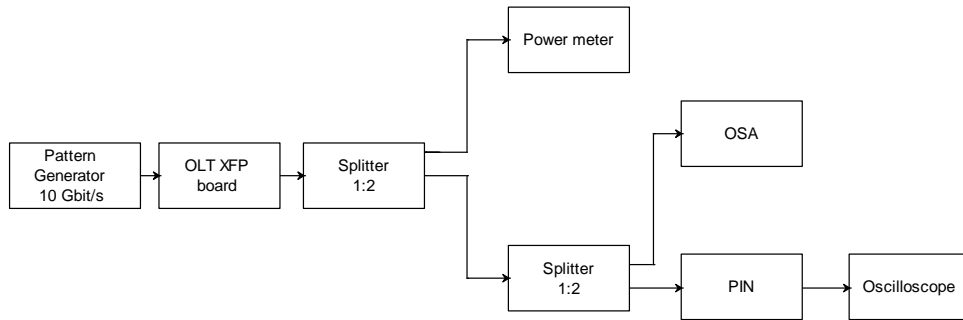 Power meter
OSA
Pattern
Generator
10 Gbit/s
OLT XFP
board
Splitter
1:2
Splitter
1:2
PIN
Oscilloscope